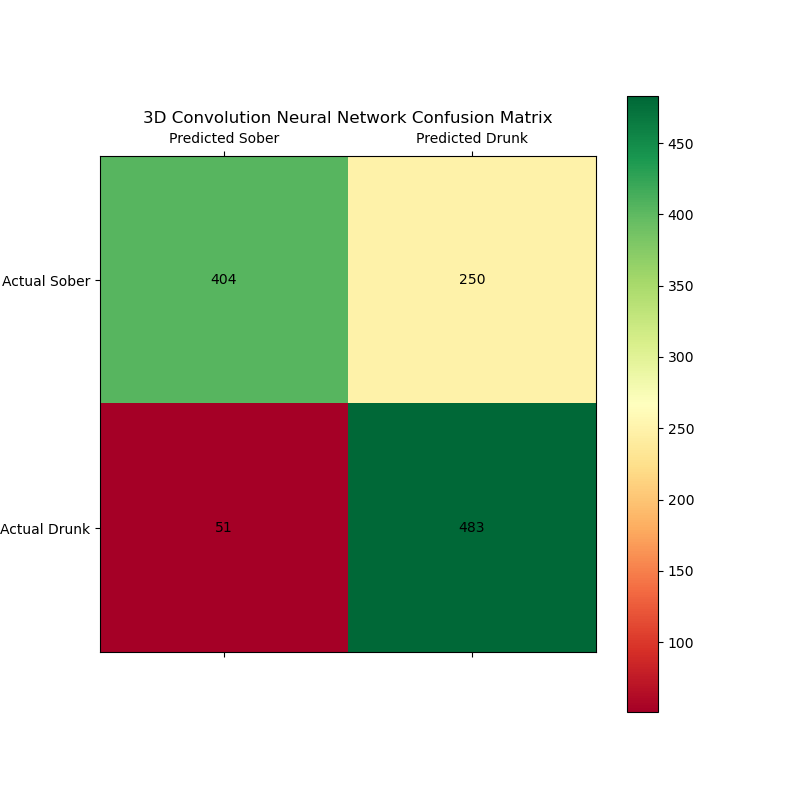 3D Convolution Neural Network Confusion Matrix
Predicted Sober Predicted Drunk
450
400
Actual Sober 404 250
350
300
250
200
Actual Drunk 51 483
150
100